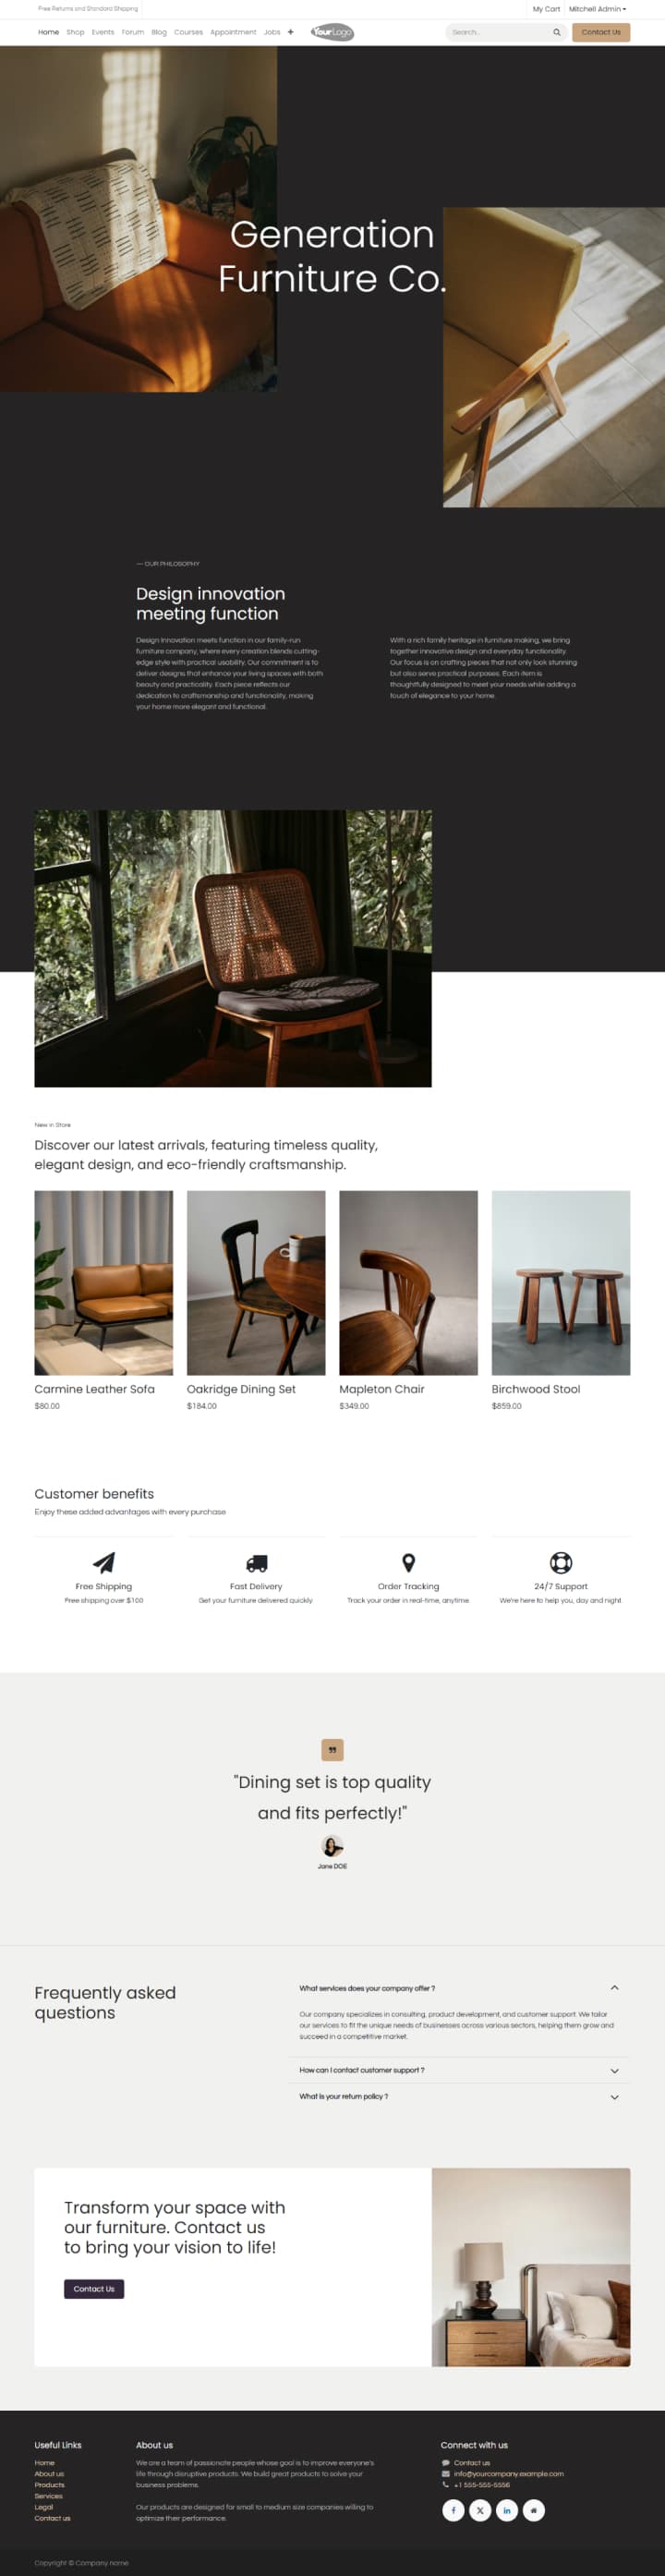 Free Returns and Standard Shipping
My Cart
Mitchell Admin
Home Shop Events Forum Blog Courses Appointment Jobs
YourLogo
Search...
Contact Us
Generation
Furniture Co.
— OUR PHILOSOPHY
Design innovation
meeting function
Design innovation meets function in our family-run
furniture company, where every creation blends cutting-
edge style with practical usability. Our commitment is to
deliver designs that enhance your living spaces with both
beauty and practicality. Each piece reflects our
dedication to craftsmanship and functionality, making
your home more elegant and functional.
With a rich family heritage in furniture making, we bring
together innovative design and everyday functionality.
Our focus is on crafting pieces that not only look stunning
but also serve practical purposes. Each item is
thoughtfully designed to meet your needs while adding a
touch of elegance to your home.
New in Store
Discover our latest arrivals, featuring timeless quality,
elegant design, and eco-friendly craftsmanship.
Carmine Leather Sofa
$80.00
Oakridge Dining Set
$184.00
Mapleton Chair
$349.00
Birchwood Stool
$859.00
Customer benefits
Enjoy these added advantages with every purchase
Free Shipping
Free shipping over $100
Fast Delivery
Get your furniture delivered quickly.
Order Tracking
Track your order in real-time, anytime.
24/7 Support
We're here to help you, day and night
"Dining set is top quality
and fits perfectly!"
Jane DOE
Frequently asked
questions
What services does your company offer ?
Our company specializes in consulting, product development, and customer support. We tailor
our services to fit the unique needs of businesses across various sectors, helping them grow and
succeed in a competitive market.
How can I contact customer support ?
What is your return policy ?
Transform your space with
our furniture. Contact us
to bring your vision to life!
Contact Us
Useful Links
Home
About us
Products
Services
Legal
Contact us
About us
We are a team of passionate people whose goal is to improve everyone's
life through disruptive products. We build great products to solve your
business problems.
Our products are designed for small to medium size companies willing to
optimize their performance.
Connect with us
Contact us
info@yourcompany.example.com
+1 555-555-5556
Copyright © Company name